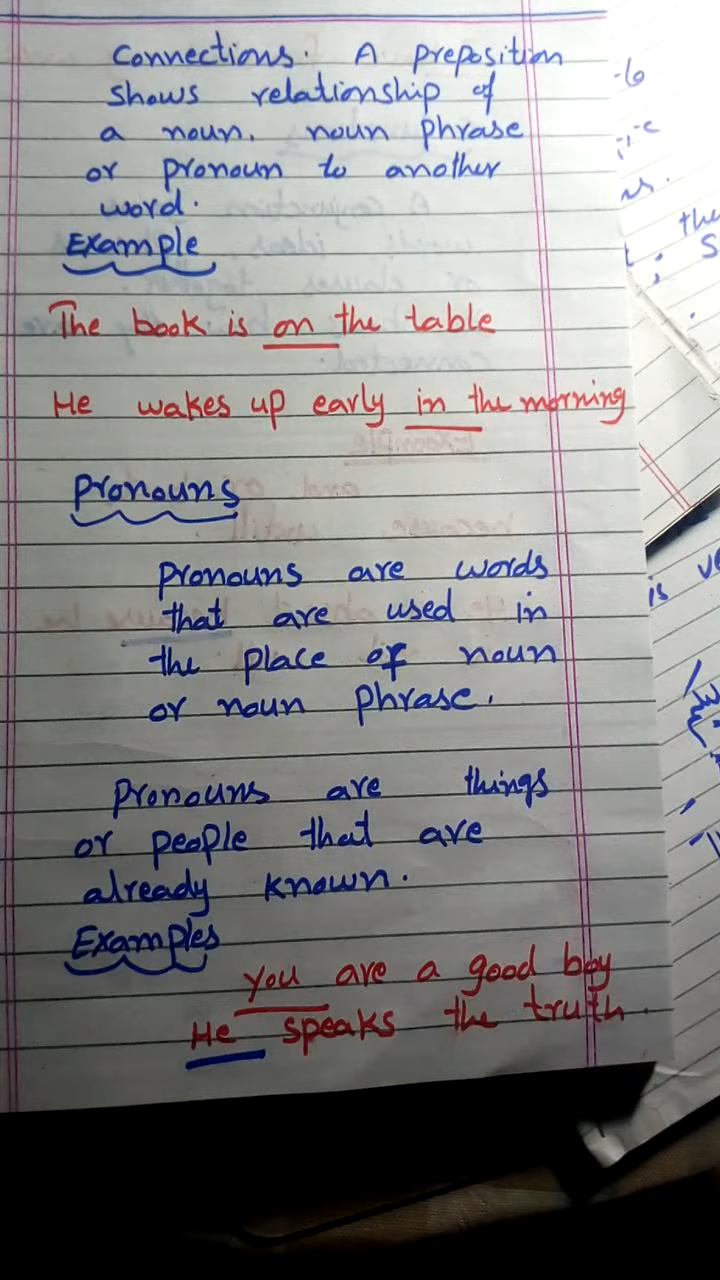 Connections. A preposition
shows relationship of
a noun. noun phrase
or pronoun to another
word.
Example
The book is on the table
He wakes up early in the morning
Pronouns
Pronouns are words
that are used in
the place of noun
or noun phrase.
Pronouns are things
or people that are
already known.
Examples
you are a good boy
He speaks the truth.
the
is